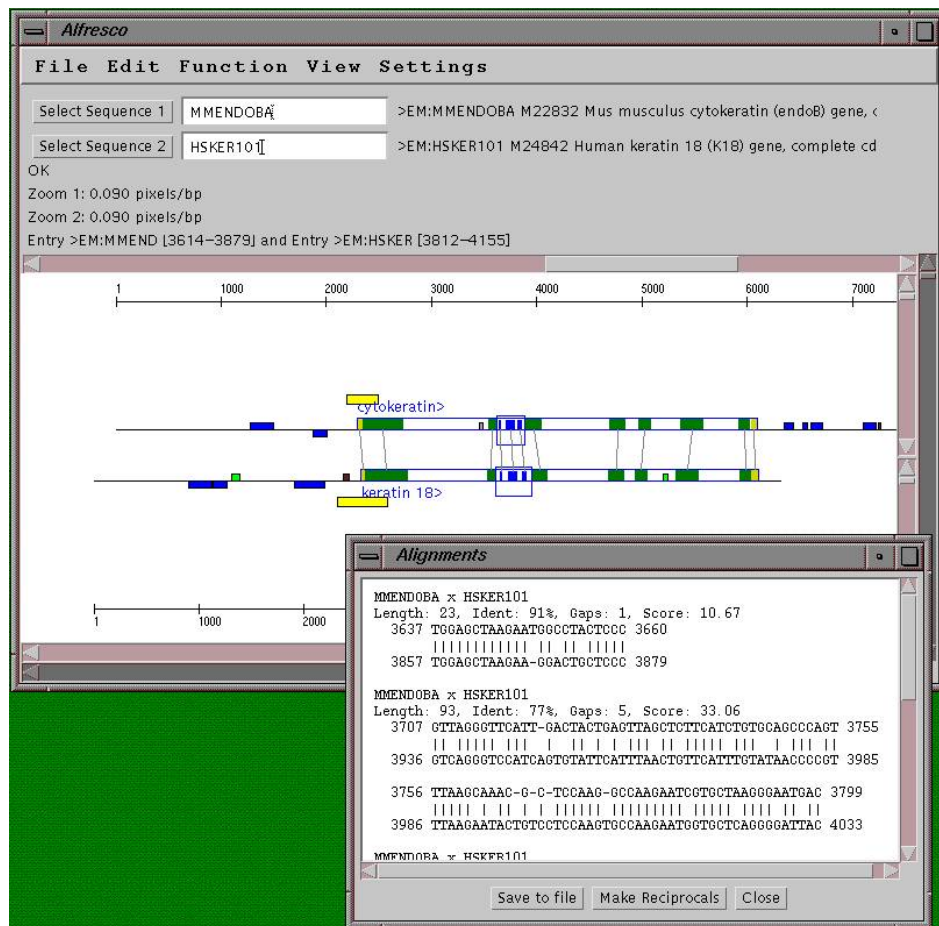 Alfresco
File Edit Function View Settings
Select Sequence 1 MMENDOBA >EM:MMENDOBA M22832 Mus musculus cytokeratin (endoB) gene, c
Select Sequence 2 HSKER101 >EM:HSKER101 M24842 Human keratin 18 (K18) gene, complete cd
OK
Zoom 1: 0.090 pixels/bp
Zoom 2: 0.090 pixels/bp
Entry >EM:MMEND [3614-3879] and Entry >EM:HSKER [3812-4155]
1 1000 2000 3000 4000 5000 6000 7000
cytokeratin>
keratin 18>
1 1000 2000
Alignments
MMENDOBA x HSKER101
Length: 23, Ident: 91%, Gaps: 1, Score: 10.67
3637 TGGAGCTAAGAATGGCCTACTCCC 3660
|||||||||||| || || |||||
3857 TGGAGCTAAGAA-GGACTGCTCCC 3879
MMENDOBA x HSKER101
Length: 93, Ident: 77%, Gaps: 5, Score: 33.06
3707 GTTAGGGTTCATT-GACTACTGAGTTAGCTCTTCATCTGTGCAGCCCAGT 3755
3936 GTCAGGGTCCATCAGTGTATTCATTTAACTGTTCATTTGTATAACCCCGT 3985
3756 TTAAGCAAAC-G-C-TCCAAG-GCCAAGAATCGTGCTAAGGGAATGAC 3799
3986 TTAAGAATACTGTCCTCCAAGTGCCAAGAATGGTGCTCAGGGGATTAC 4033
MMENDOBA x HSKER101
Save to file Make Reciprocals Close